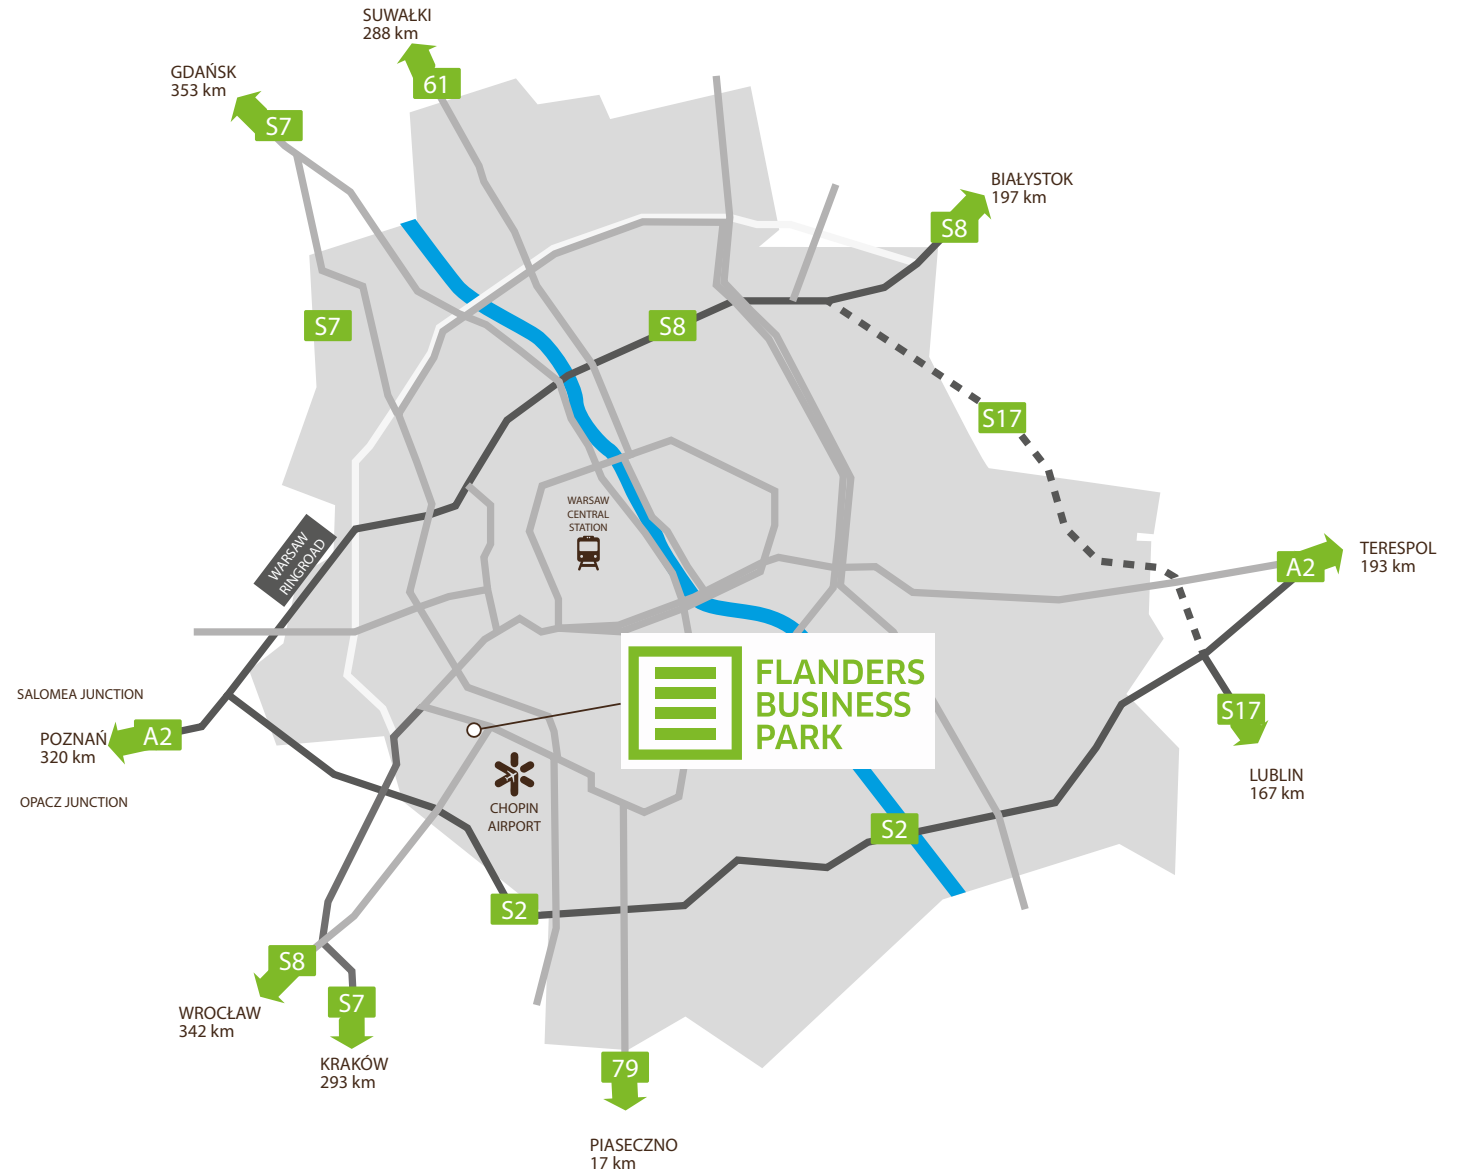 SUWAŁKI
288 km
61
GDAŃSK
353 km
S7
BIAŁYSTOK
197 km
S8
S7
S8
S17
WARSAW
CENTRAL
STATION
WARSAW
RINGROAD
TERESPOL
193 km
A2
FLANDERS
BUSINESS
PARK
SALOMEA JUNCTION
POZNAŃ
320 km
A2
OPACZ JUNCTION
S17
LUBLIN
167 km
CHOPIN
AIRPORT
S2
S2
S8
WROCŁAW
342 km
S7
KRAKÓW
293 km
79
PIASECZNO
17 km